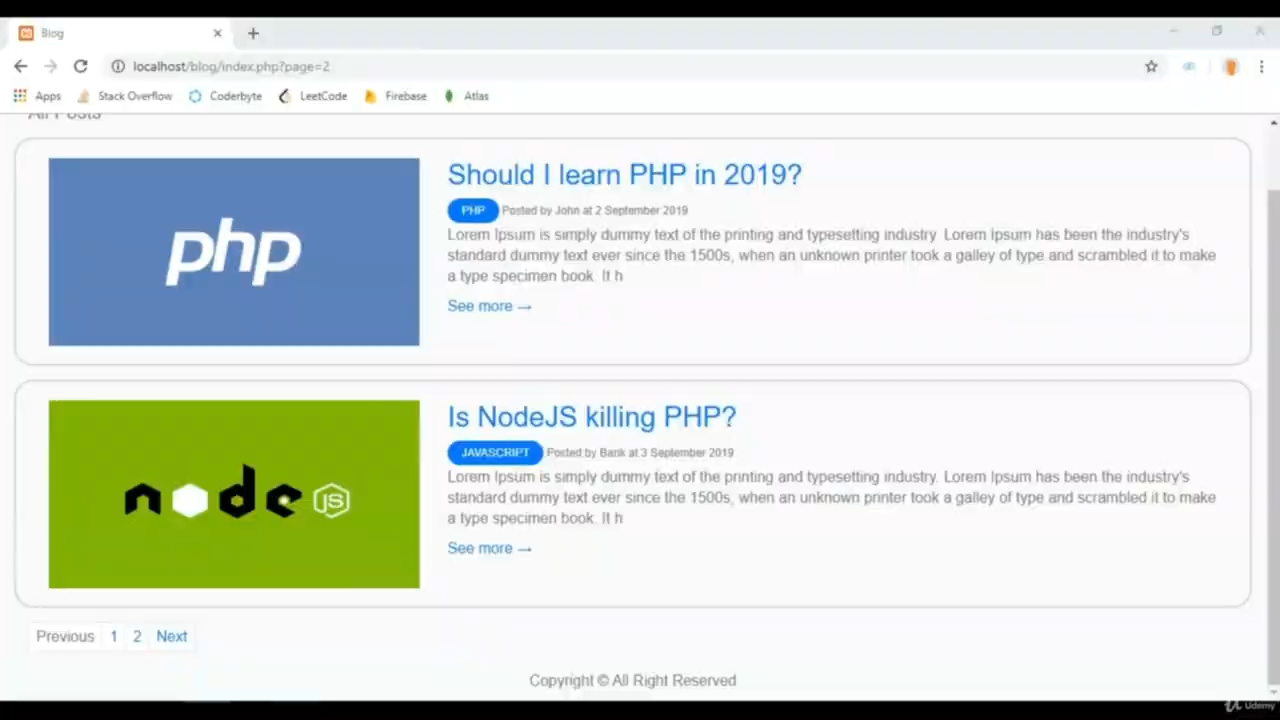 Blog
localhost/blog/index.php?page=2
Apps Stack Overflow Coderbyte LeetCode Firebase Atlas
All Posts
php
Should I learn PHP in 2019?
PHP Posted by John at 2 September 2019
Lorem Ipsum is simply dummy text of the printing and typesetting industry. Lorem Ipsum has been the industry's
standard dummy text ever since the 1500s, when an unknown printer took a galley of type and scrambled it to make
a type specimen book. It h
See more →
node JS
Is NodeJS killing PHP?
JAVASCRIPT Posted by Bank at 3 September 2019
Lorem Ipsum is simply dummy text of the printing and typesetting industry. Lorem Ipsum has been the industry's
standard dummy text ever since the 1500s, when an unknown printer took a galley of type and scrambled it to make
a type specimen book. It h
See more →
Previous 1 2 Next
Copyright © All Right Reserved
Udemy